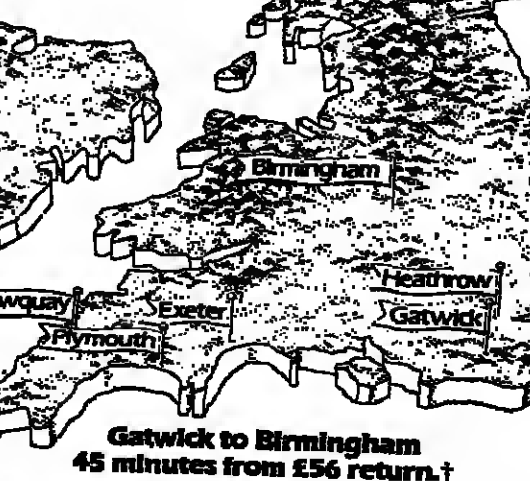 Birmingham
Heathrow
wquay
Exeter
Gatwick
Plymouth
Gatwick to Birmingham
45 minutes from £56 return.†